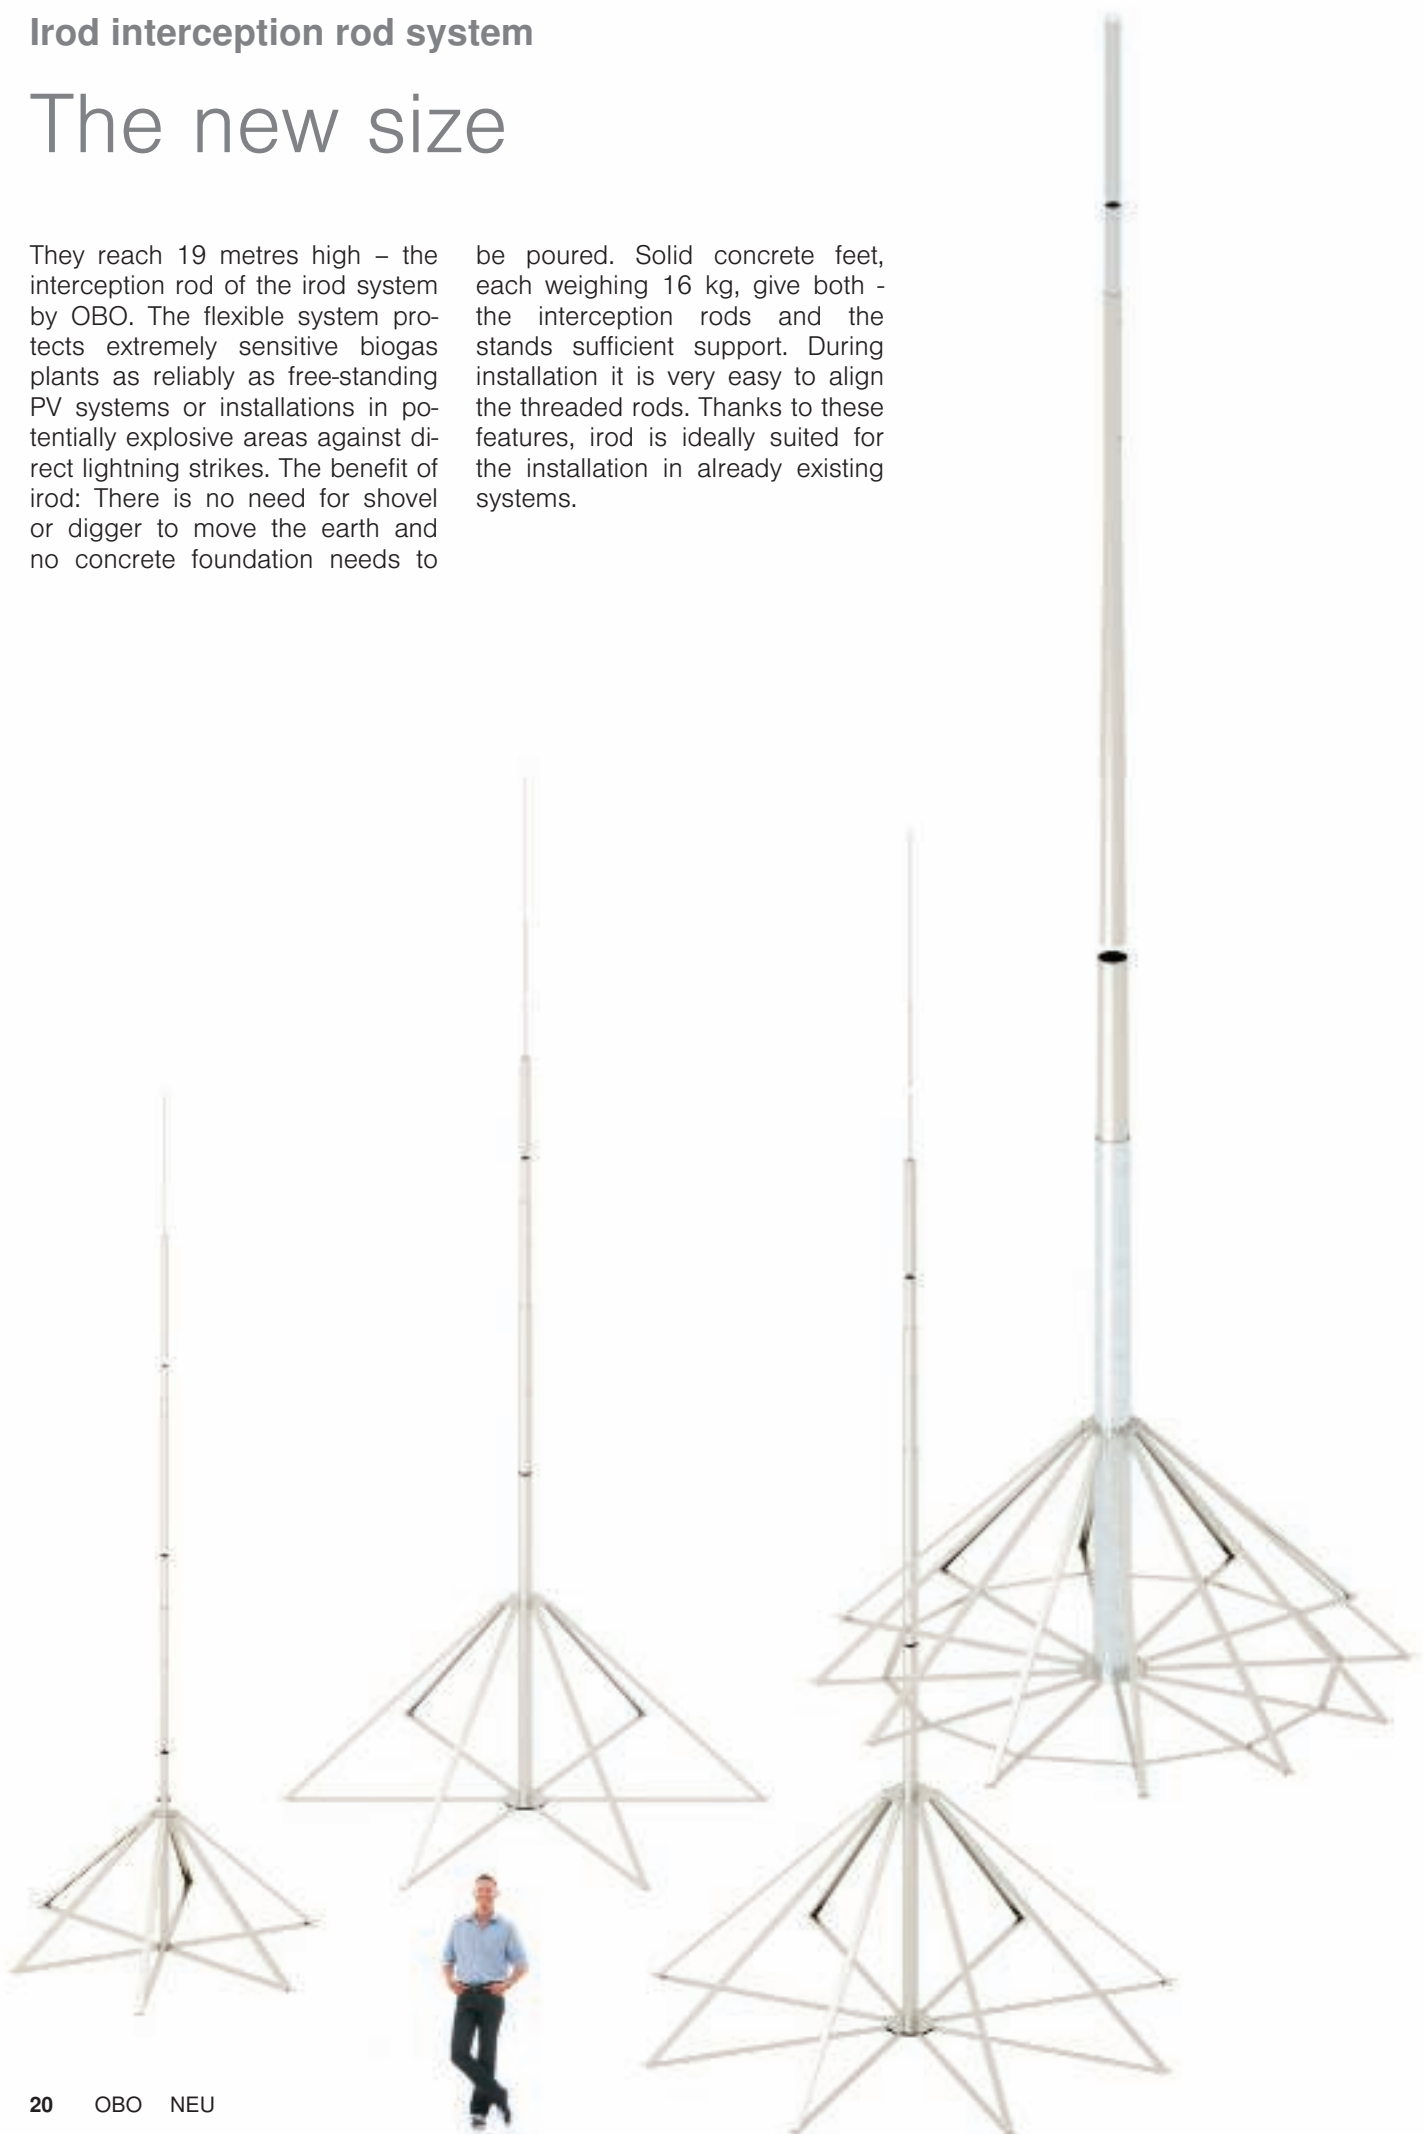 Irod interception rod system
The new size
They reach 19 metres high – the
interception rod of the irod system
by OBO. The flexible system pro-
tects extremely sensitive biogas
plants as reliably as free-standing
PV systems or installations in po-
tentially explosive areas against di-
rect lightning strikes. The benefit of
irod: There is no need for shovel
or digger to move the earth and
no concrete foundation needs to
be poured. Solid concrete feet,
each weighing 16 kg, give both -
the interception rods and the
stands sufficient support. During
installation it is very easy to align
the threaded rods. Thanks to these
features, irod is ideally suited for
the installation in already existing
systems.
20 OBO NEU